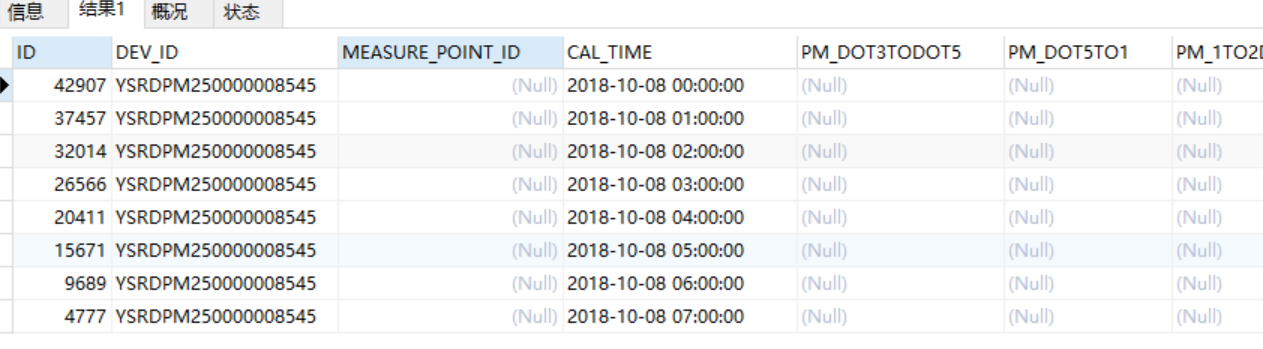 信息 结果1 概况 状态
ID DEV_ID MEASURE_POINT_ID CAL_TIME PM_DOT3TODOT5 PM_DOT5TO1 PM_1TO2D
42907 YSRDPM250000008545 (Null) 2018-10-08 00:00:00 (Null) (Null) (Null)
37457 YSRDPM250000008545 (Null) 2018-10-08 01:00:00 (Null) (Null) (Null)
32014 YSRDPM250000008545 (Null) 2018-10-08 02:00:00 (Null) (Null) (Null)
26566 YSRDPM250000008545 (Null) 2018-10-08 03:00:00 (Null) (Null) (Null)
20411 YSRDPM250000008545 (Null) 2018-10-08 04:00:00 (Null) (Null) (Null)
15671 YSRDPM250000008545 (Null) 2018-10-08 05:00:00 (Null) (Null) (Null)
9689 YSRDPM250000008545 (Null) 2018-10-08 06:00:00 (Null) (Null) (Null)
4777 YSRDPM250000008545 (Null) 2018-10-08 07:00:00 (Null) (Null) (Null)